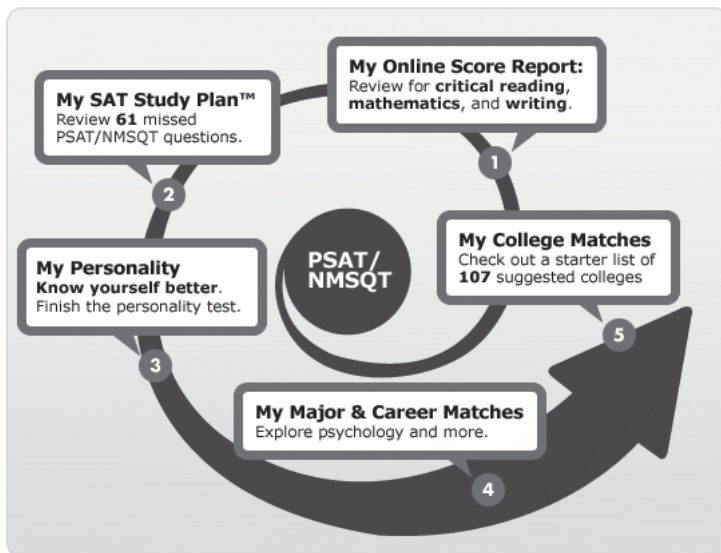 My Online Score Report:
Review for critical reading,
mathematics, and writing.
1
My SAT Study Plan™
Review 61 missed
PSAT/NMSQT questions.
2
My Personality
Know yourself better.
Finish the personality test.
3
My Major & Career Matches
Explore psychology and more.
4
My College Matches
Check out a starter list of
107 suggested colleges
5
PSAT/
NMSQT